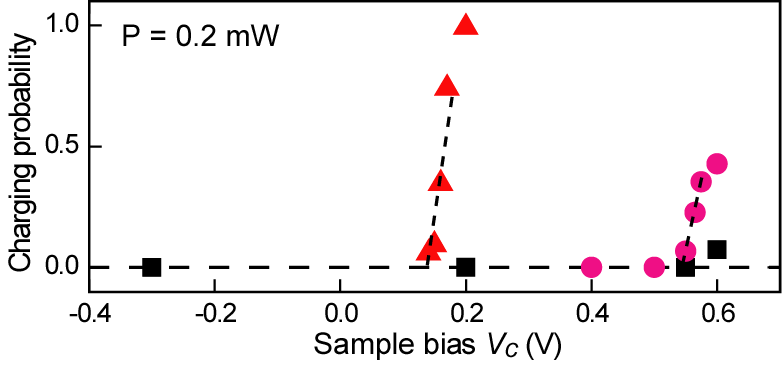 P = 0.2 mW
Charging probability
1.0
0.5
0.0
-0.4 -0.2 0.0 0.2 0.4 0.6
Sample bias VC (V)